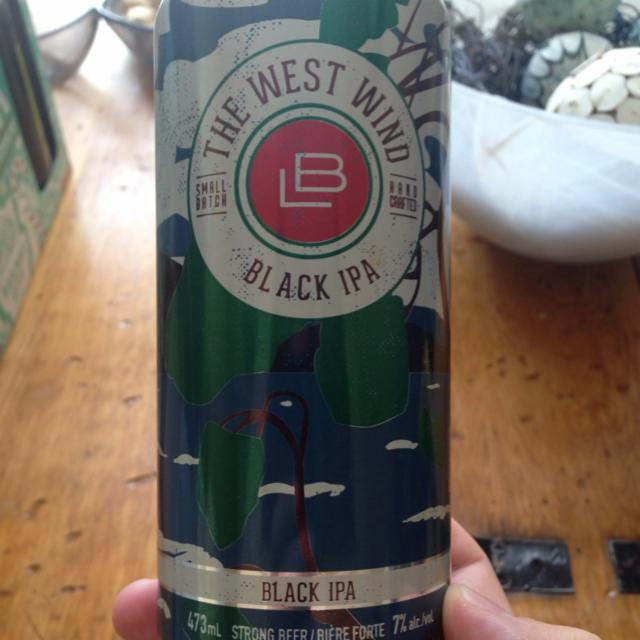 THE WEST WIND
SMALL
BATCH
LB
HAND
CRAFTED
BLACK IPA
BLACK IPA
473mL STRONG BEER/BIÈRE FORTE 7% alc./vol.